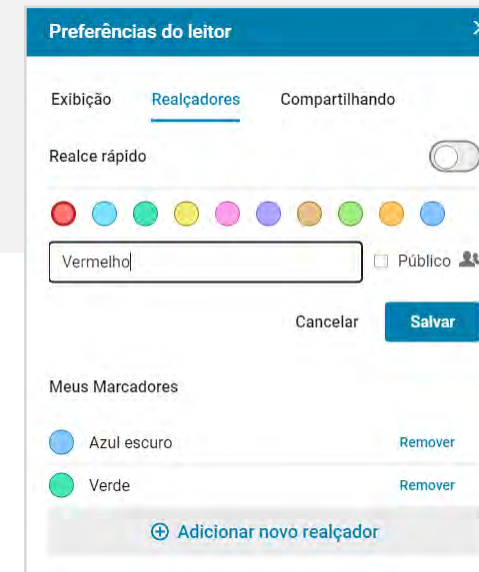 Preferências do leitor
Exibição Realçadores Compartilhando
Realce rápido
Vermelho Público
Cancelar Salvar
Meus Marcadores
Azul escuro Remover
Verde Remover
Adicionar novo realçador